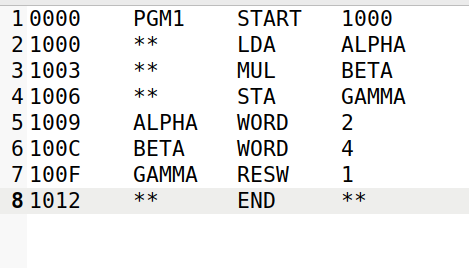 1 0000 PGM1 START 1000
2 1000 ** LDA ALPHA
3 1003 ** MUL BETA
4 1006 ** STA GAMMA
5 1009 ALPHA WORD 2
6 100C BETA WORD 4
7 100F GAMMA RESW 1
8 1012 ** END **